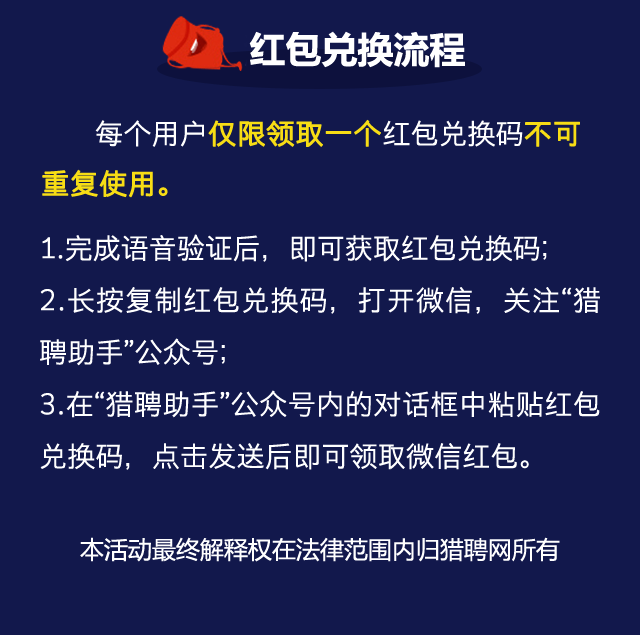 红包兑换流程
每个用户仅限领取一个红包兑换码不可
重复使用。
1.完成语音验证后，即可获取红包兑换码;
2.长按复制红包兑换码，打开微信，关注“猎
聘助手”公众号;
3.在“猎聘助手”公众号内的对话框中粘贴红包
兑换码，点击发送后即可领取微信红包。
本活动最终解释权在法律范围内归猎聘网所有